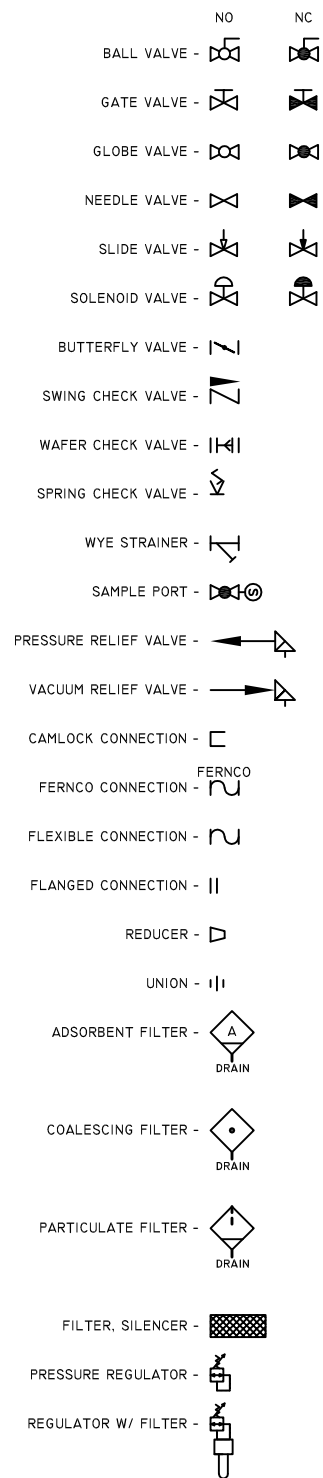 NO NC
BALL VALVE -
GATE VALVE -
GLOBE VALVE -
NEEDLE VALVE -
SLIDE VALVE -
SOLENOID VALVE -
BUTTERFLY VALVE -
SWING CHECK VALVE -
WAFER CHECK VALVE -
SPRING CHECK VALVE -
WYE STRAINER -
SAMPLE PORT - S
PRESSURE RELIEF VALVE -
VACUUM RELIEF VALVE -
CAMLOCK CONNECTION -
FERNCO
FERNCO CONNECTION -
FLEXIBLE CONNECTION -
FLANGED CONNECTION -
REDUCER -
UNION -
ADSORBENT FILTER - A
DRAIN
COALESCING FILTER -
DRAIN
PARTICULATE FILTER -
DRAIN
FILTER, SILENCER -
PRESSURE REGULATOR -
REGULATOR W/ FILTER -